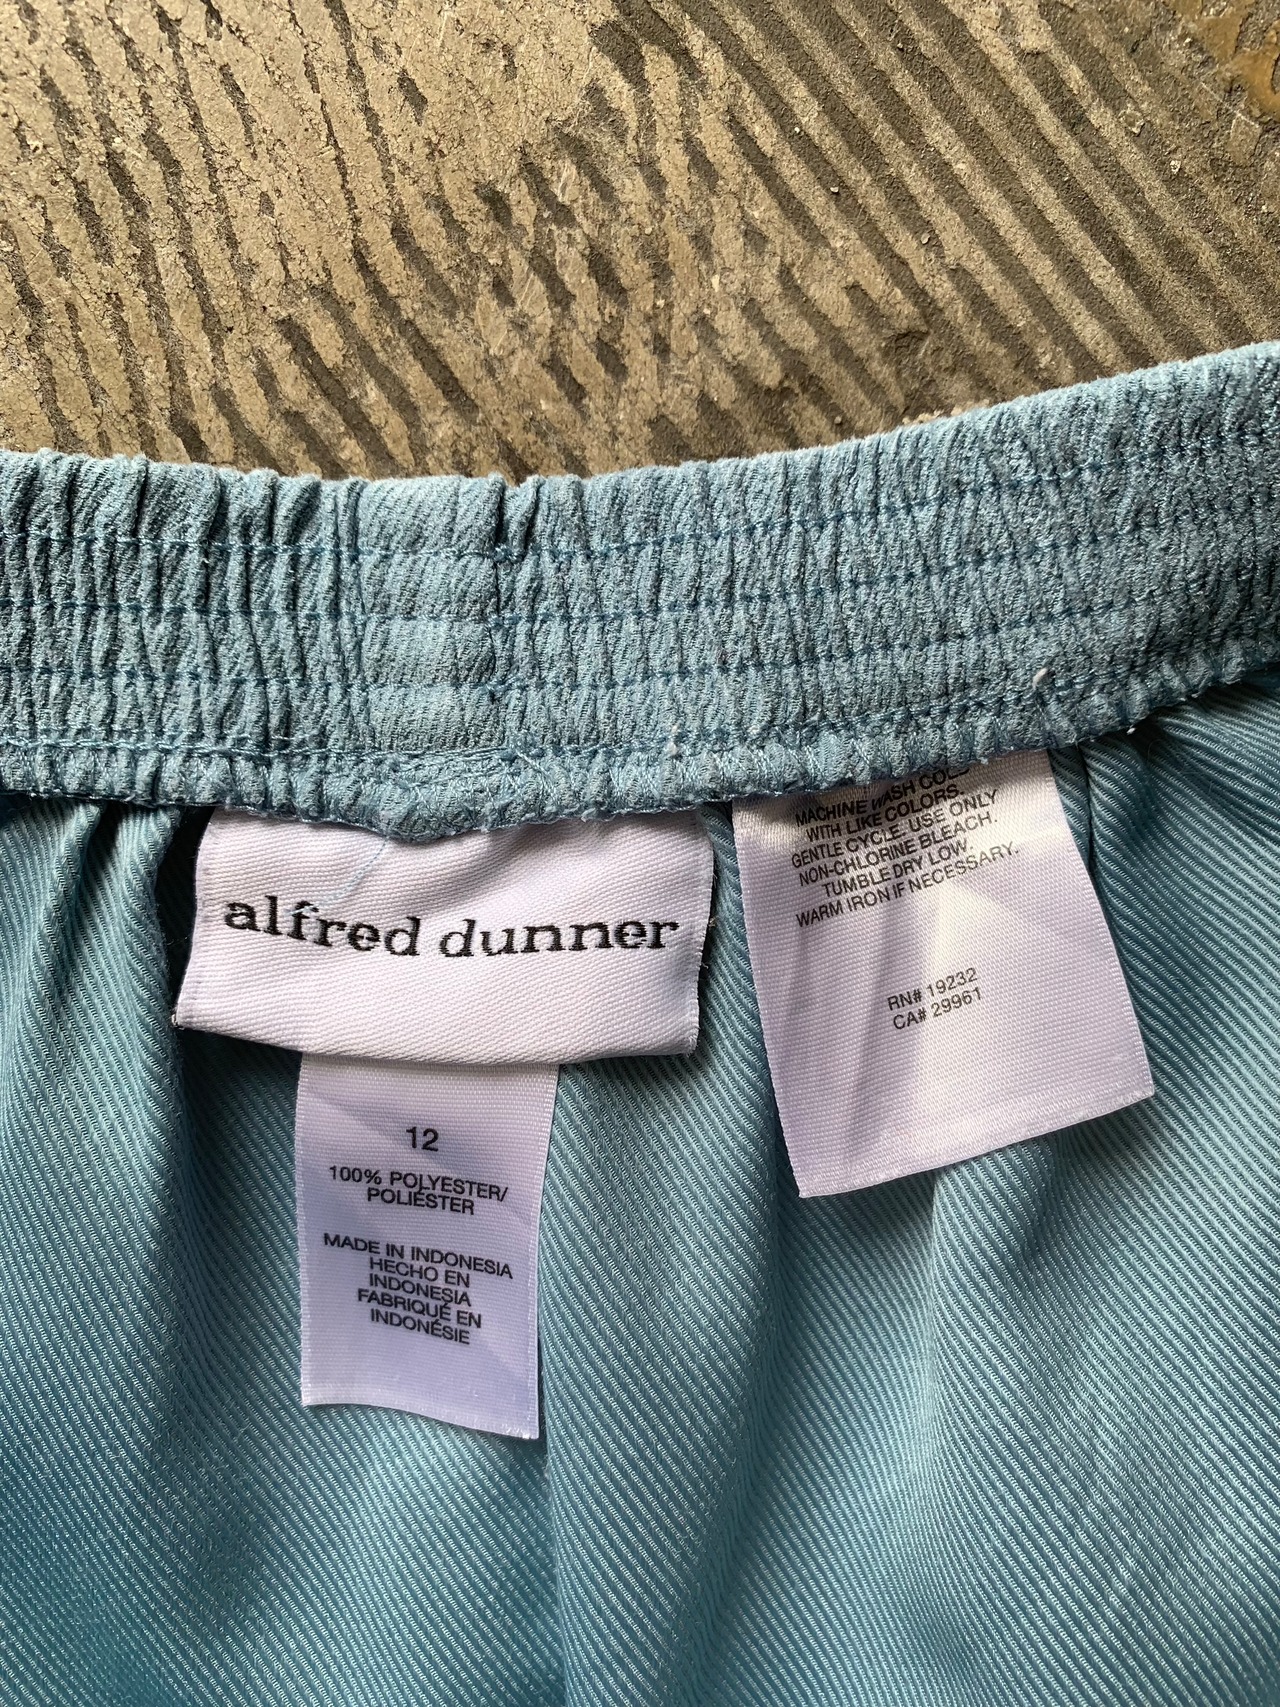 alfred dunner
12
100% POLYESTER/
POLIÉSTER
MADE IN INDONESIA
HECHO EN
INDONESIA
FABRIQUÉ EN
INDONÉSIE
MACHINE WASH COLD
WITH LIKE COLORS.
GENTLE CYCLE. USE ONLY
NON-CHLORINE BLEACH.
TUMBLE DRY LOW.
WARM IRON IF NECESSARY.
RN# 19232
CA# 29961